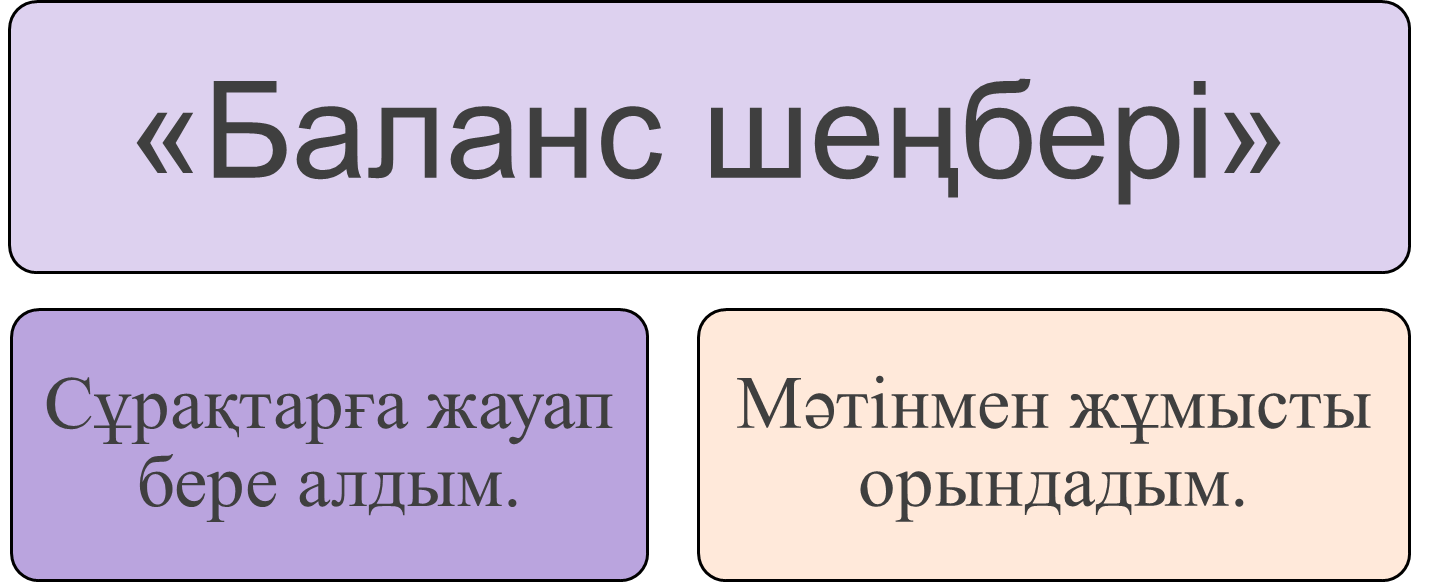 «Баланс шеңбері»
Сұрақтарға жауап
бере алдым.
Мәтінмен жұмысты
орындадым.